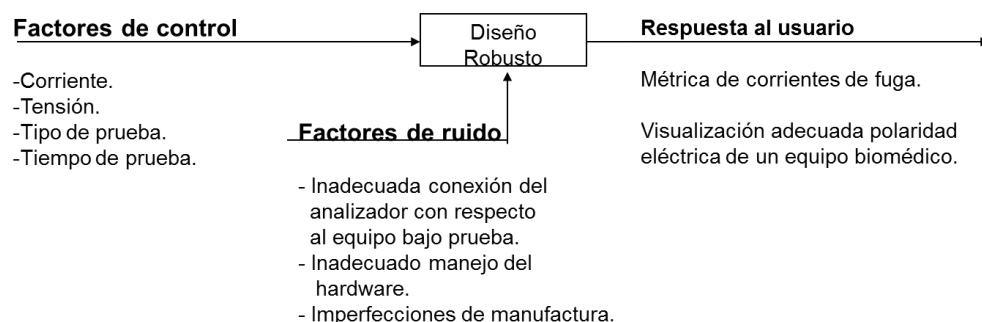 Factores de control
-Corriente.
-Tensión.
-Tipo de prueba.
-Tiempo de prueba.
Diseño
Robusto
Factores de ruido
- Inadecuada conexión del
analizador con respecto
al equipo bajo prueba.
- Inadecuado manejo del
hardware.
- Imperfecciones de manufactura.
Respuesta al usuario
Métrica de corrientes de fuga.
Visualización adecuada polaridad
eléctrica de un equipo biomédico.